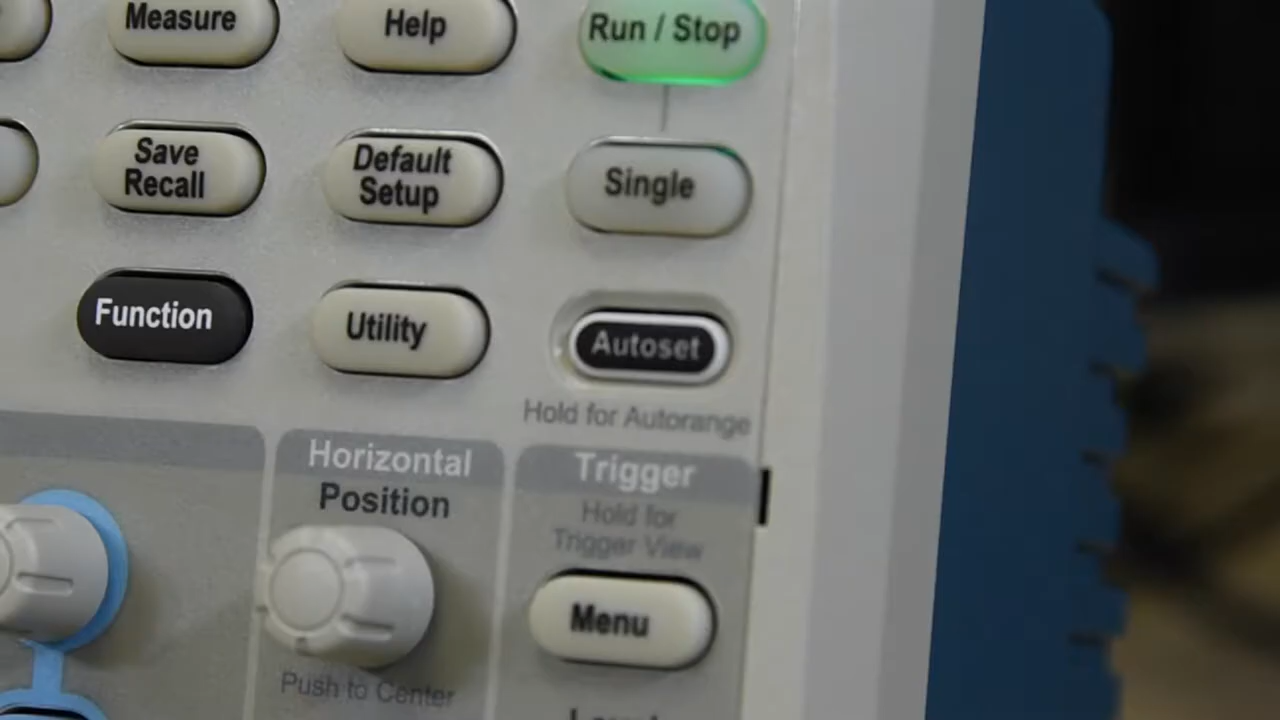 Measure
Help
Run / Stop
Save
Recall
Default
Setup
Single
Function
Utility
Autoset
Hold for Autorange
Horizontal
Position
Push to Center
Trigger
Hold for
Trigger View
Menu